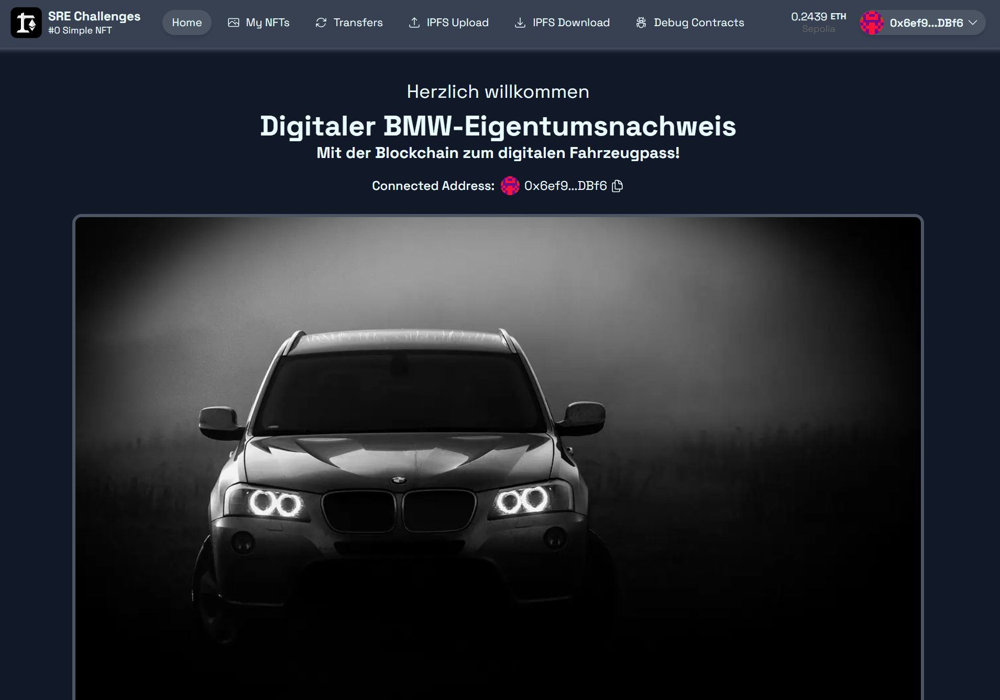 SRE Challenges
#0 Simple NFT
Home
My NFTs
Transfers
IPFS Upload
IPFS Download
Debug Contracts
0.2439 ETH
Sepolia
0x6ef9...DBf6
Herzlich willkommen
Digitaler BMW-Eigentumsnachweis
Mit der Blockchain zum digitalen Fahrzeugpass!
Connected Address: 0x6ef9...DBf6